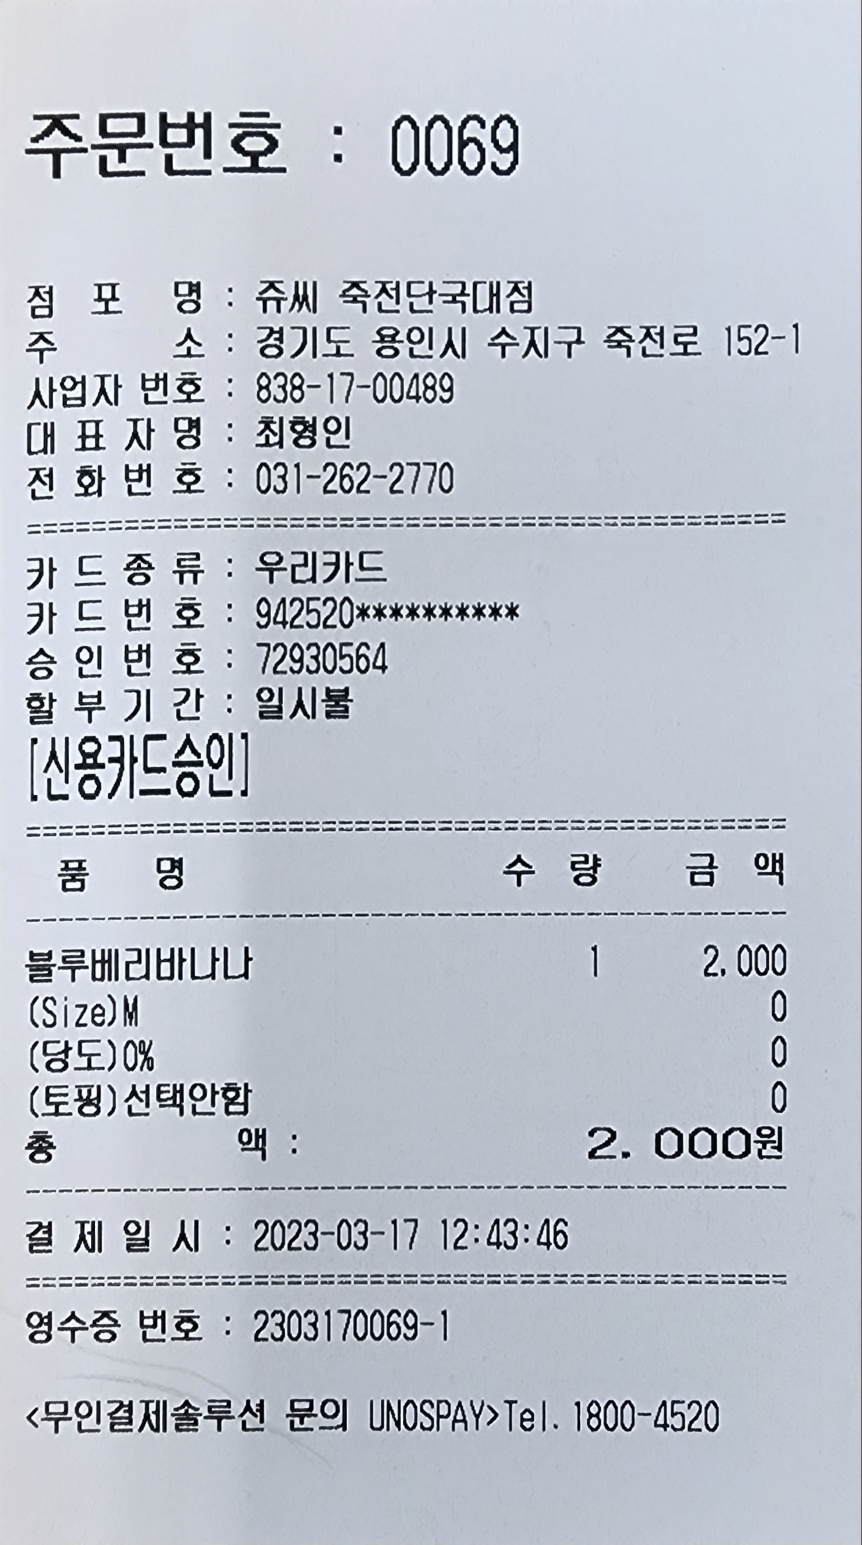 주문번호 : 0069
점 포 명 : 쥬씨 죽전단국대점
주 소 : 경기도 용인시 수지구 죽전로 152-1
사업자 번호 : 838-17-00489
대 표 자 명 : 최형인
전 화 번 호 : 031-262-2770
================================================
카 드 종 류 : 우리카드
카 드 번 호 : 942520**********
승 인 번 호 : 72930564
할 부 기 간 : 일시불
[신용카드승인]
================================================
품 명 수 량 금 액
------------------------------------------------
불루베리바나나 1 2,000
(Size)M 0
(당도)0% 0
(토핑)선택안함 0
총 액 : 2. 000원
------------------------------------------------
결 제 일 시 : 2023-03-17 12:43:46
================================================
영수증 번호 : 2303170069-1
<무인결제솔루션 문의 UNOSPAY>Tel. 1800-4520